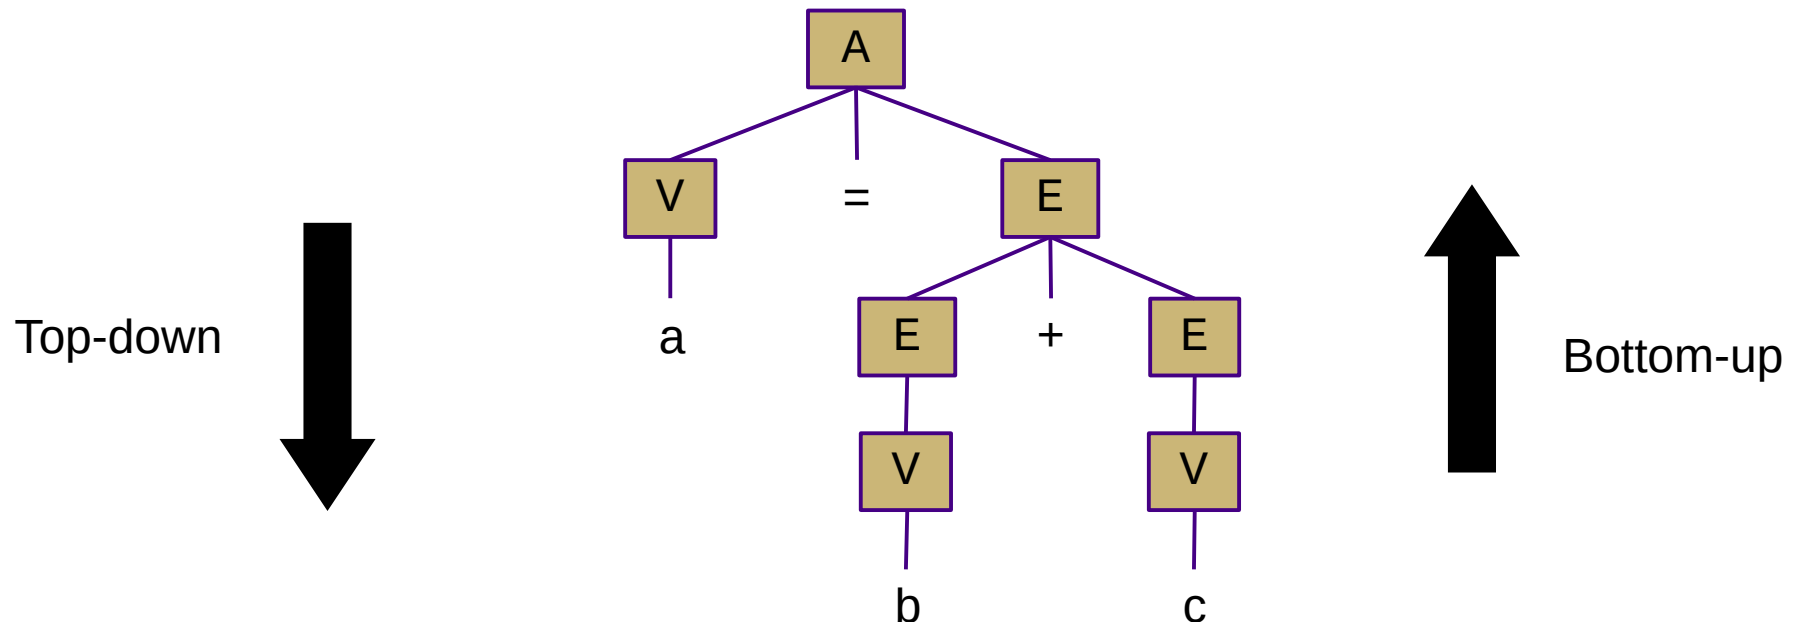 A
V = E
Top-down
a E + E
Bottom-up
V V
b c